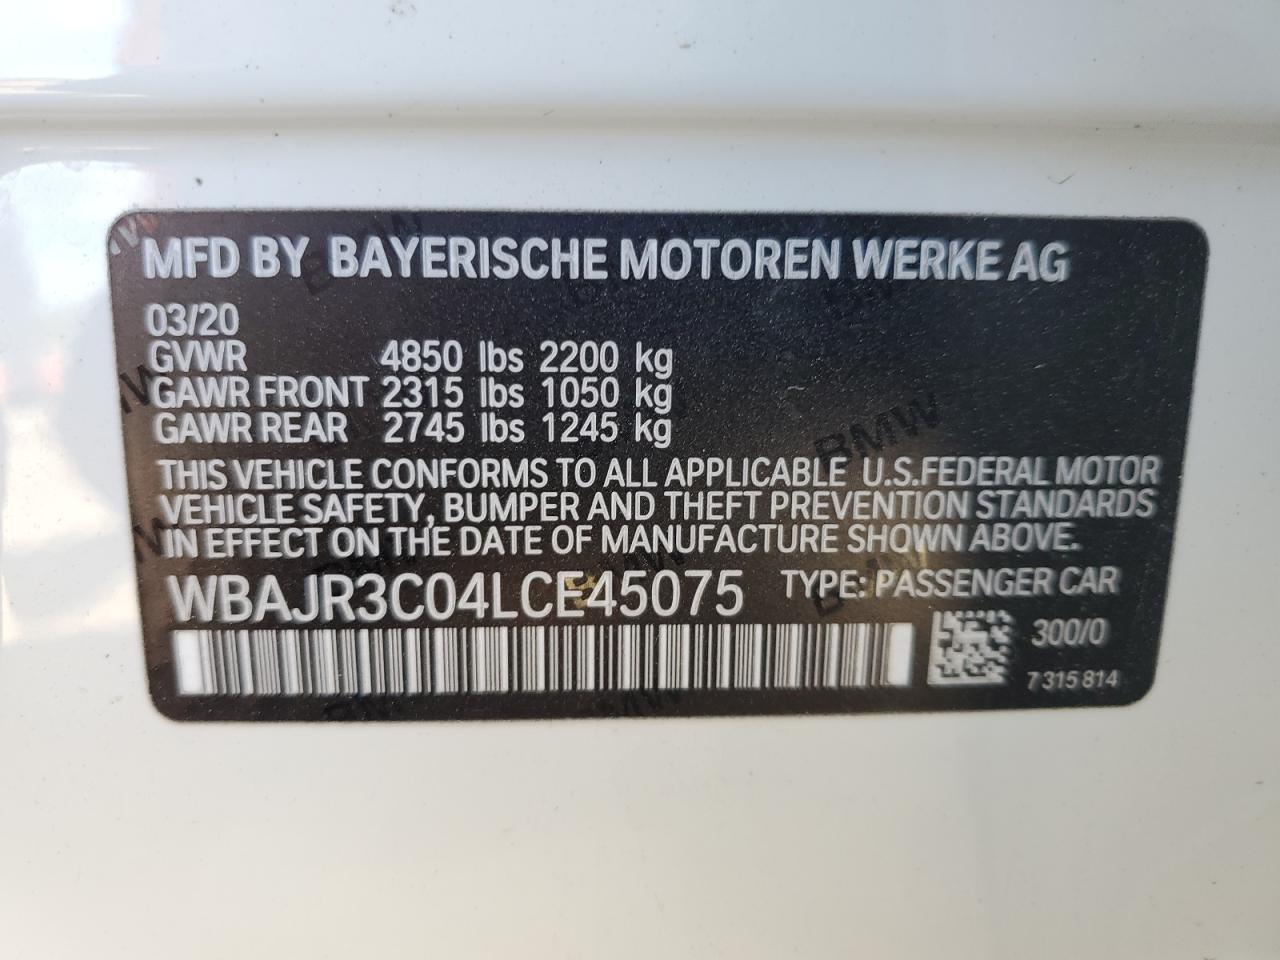 MFD BY BAYERISCHE MOTOREN WERKE AG
03/20
GVWR 4850 lbs 2200 kg
GAWR FRONT 2315 lbs 1050 kg
GAWR REAR 2745 lbs 1245 kg
THIS VEHICLE CONFORMS TO ALL APPLICABLE U.S.FEDERAL MOTOR
VEHICLE SAFETY, BUMPER AND THEFT PREVENTION STANDARDS
IN EFFECT ON THE DATE OF MANUFACTURE SHOWN ABOVE.
WBAJR3C04LCE45075 TYPE: PASSENGER CAR
300/0
7 315 814